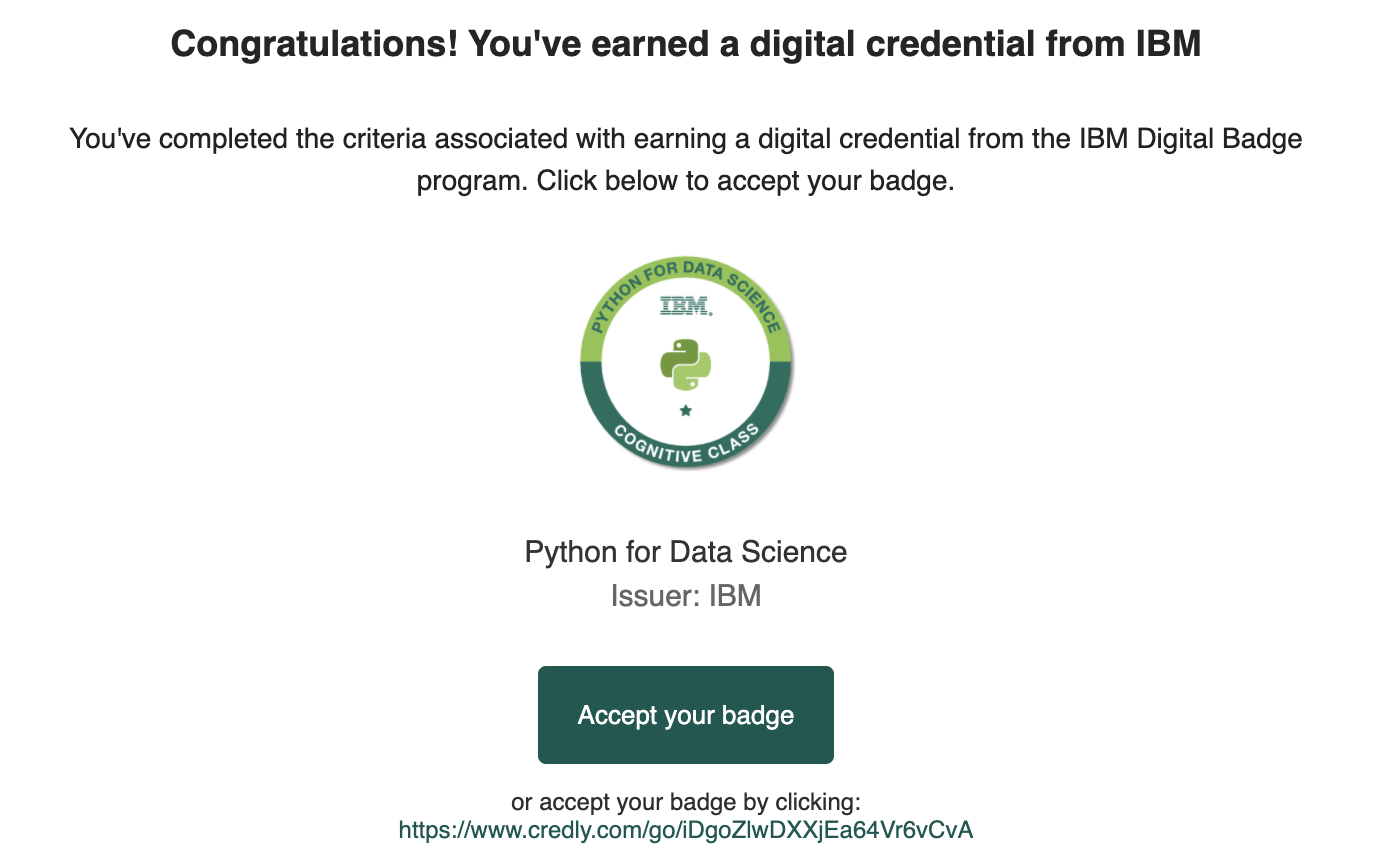 Congratulations! You've earned a digital credential from IBM
You've completed the criteria associated with earning a digital credential from the IBM Digital Badge
program. Click below to accept your badge.
PYTHON FOR DATA SCIENCE
IBM.
COGNITIVE CLASS
Python for Data Science
Issuer: IBM
Accept your badge
or accept your badge by clicking:
https://www.credly.com/go/iDgoZlwDXXjEa64Vr6vCvA